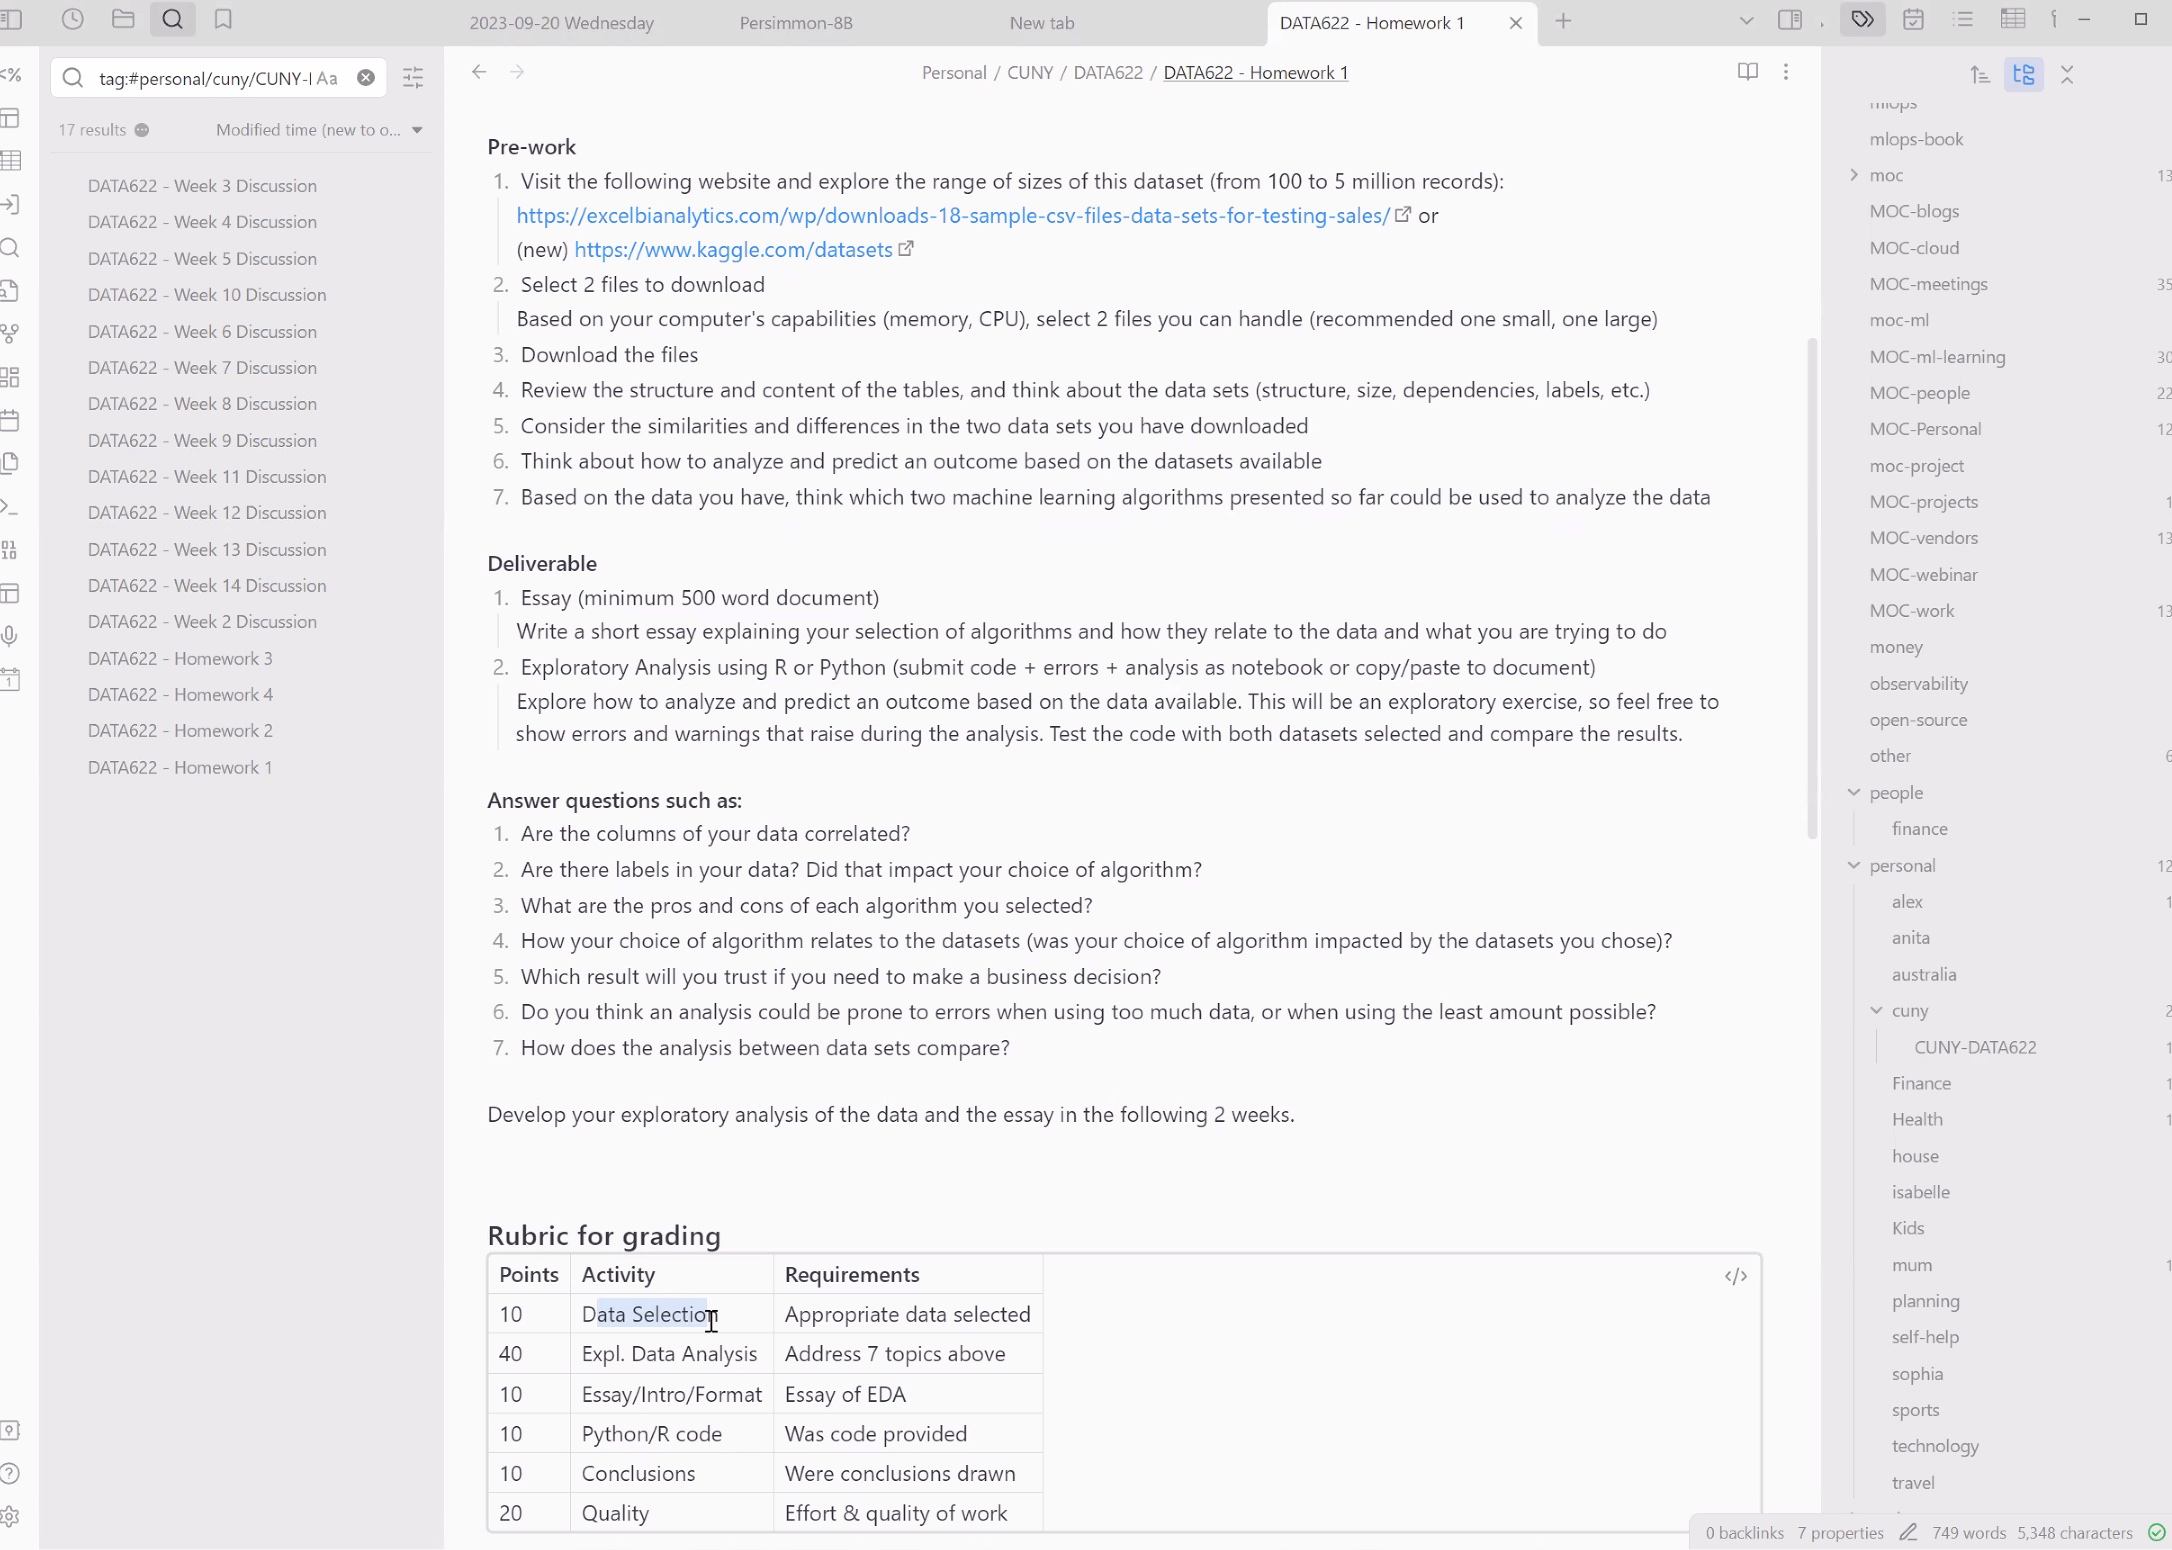 2023-09-20 Wednesday
Persimmon-8B
New tab
DATA622 - Homework 1
tag:#personal/cuny/CUNY-I Aa
17 results
Modified time (new to o...
DATA622 - Week 3 Discussion
DATA622 - Week 4 Discussion
DATA622 - Week 5 Discussion
DATA622 - Week 10 Discussion
DATA622 - Week 6 Discussion
DATA622 - Week 7 Discussion
DATA622 - Week 8 Discussion
DATA622 - Week 9 Discussion
DATA622 - Week 11 Discussion
DATA622 - Week 12 Discussion
DATA622 - Week 13 Discussion
DATA622 - Week 14 Discussion
DATA622 - Week 2 Discussion
DATA622 - Homework 3
DATA622 - Homework 4
DATA622 - Homework 2
DATA622 - Homework 1
Personal / CUNY / DATA622 / DATA622 - Homework 1
Pre-work
1. Visit the following website and explore the range of sizes of this dataset (from 100 to 5 million records):
https://excelbianalytics.com/wp/downloads-18-sample-csv-files-data-sets-for-testing-sales/ or
(new) https://www.kaggle.com/datasets
2. Select 2 files to download
Based on your computer's capabilities (memory, CPU), select 2 files you can handle (recommended one small, one large)
3. Download the files
4. Review the structure and content of the tables, and think about the data sets (structure, size, dependencies, labels, etc.)
5. Consider the similarities and differences in the two data sets you have downloaded
6. Think about how to analyze and predict an outcome based on the datasets available
7. Based on the data you have, think which two machine learning algorithms presented so far could be used to analyze the data
Deliverable
1. Essay (minimum 500 word document)
Write a short essay explaining your selection of algorithms and how they relate to the data and what you are trying to do
2. Exploratory Analysis using R or Python (submit code + errors + analysis as notebook or copy/paste to document)
Explore how to analyze and predict an outcome based on the data available. This will be an exploratory exercise, so feel free to
show errors and warnings that raise during the analysis. Test the code with both datasets selected and compare the results.
Answer questions such as:
1. Are the columns of your data correlated?
2. Are there labels in your data? Did that impact your choice of algorithm?
3. What are the pros and cons of each algorithm you selected?
4. How your choice of algorithm relates to the datasets (was your choice of algorithm impacted by the datasets you chose)?
5. Which result will you trust if you need to make a business decision?
6. Do you think an analysis could be prone to errors when using too much data, or when using the least amount possible?
7. How does the analysis between data sets compare?
Develop your exploratory analysis of the data and the essay in the following 2 weeks.
Rubric for grading
Points Activity Requirements
10 Data Selection Appropriate data selected
40 Expl. Data Analysis Address 7 topics above
10 Essay/Intro/Format Essay of EDA
10 Python/R code Was code provided
10 Conclusions Were conclusions drawn
20 Quality Effort & quality of work
mlops
mlops-book
moc 13
MOC-blogs
MOC-cloud
MOC-meetings 35
moc-ml
MOC-ml-learning 30
MOC-people 22
MOC-Personal 12
moc-project
MOC-projects 1
MOC-vendors 13
MOC-webinar
MOC-work 13
money
observability
open-source
other 6
people
finance
personal 12
alex 1
anita
australia
cuny 2
CUNY-DATA622 1
Finance 1
Health 1
house
isabelle
Kids
mum 1
planning
self-help
sophia
sports
technology
travel
0 backlinks 7 properties 749 words 5,348 characters